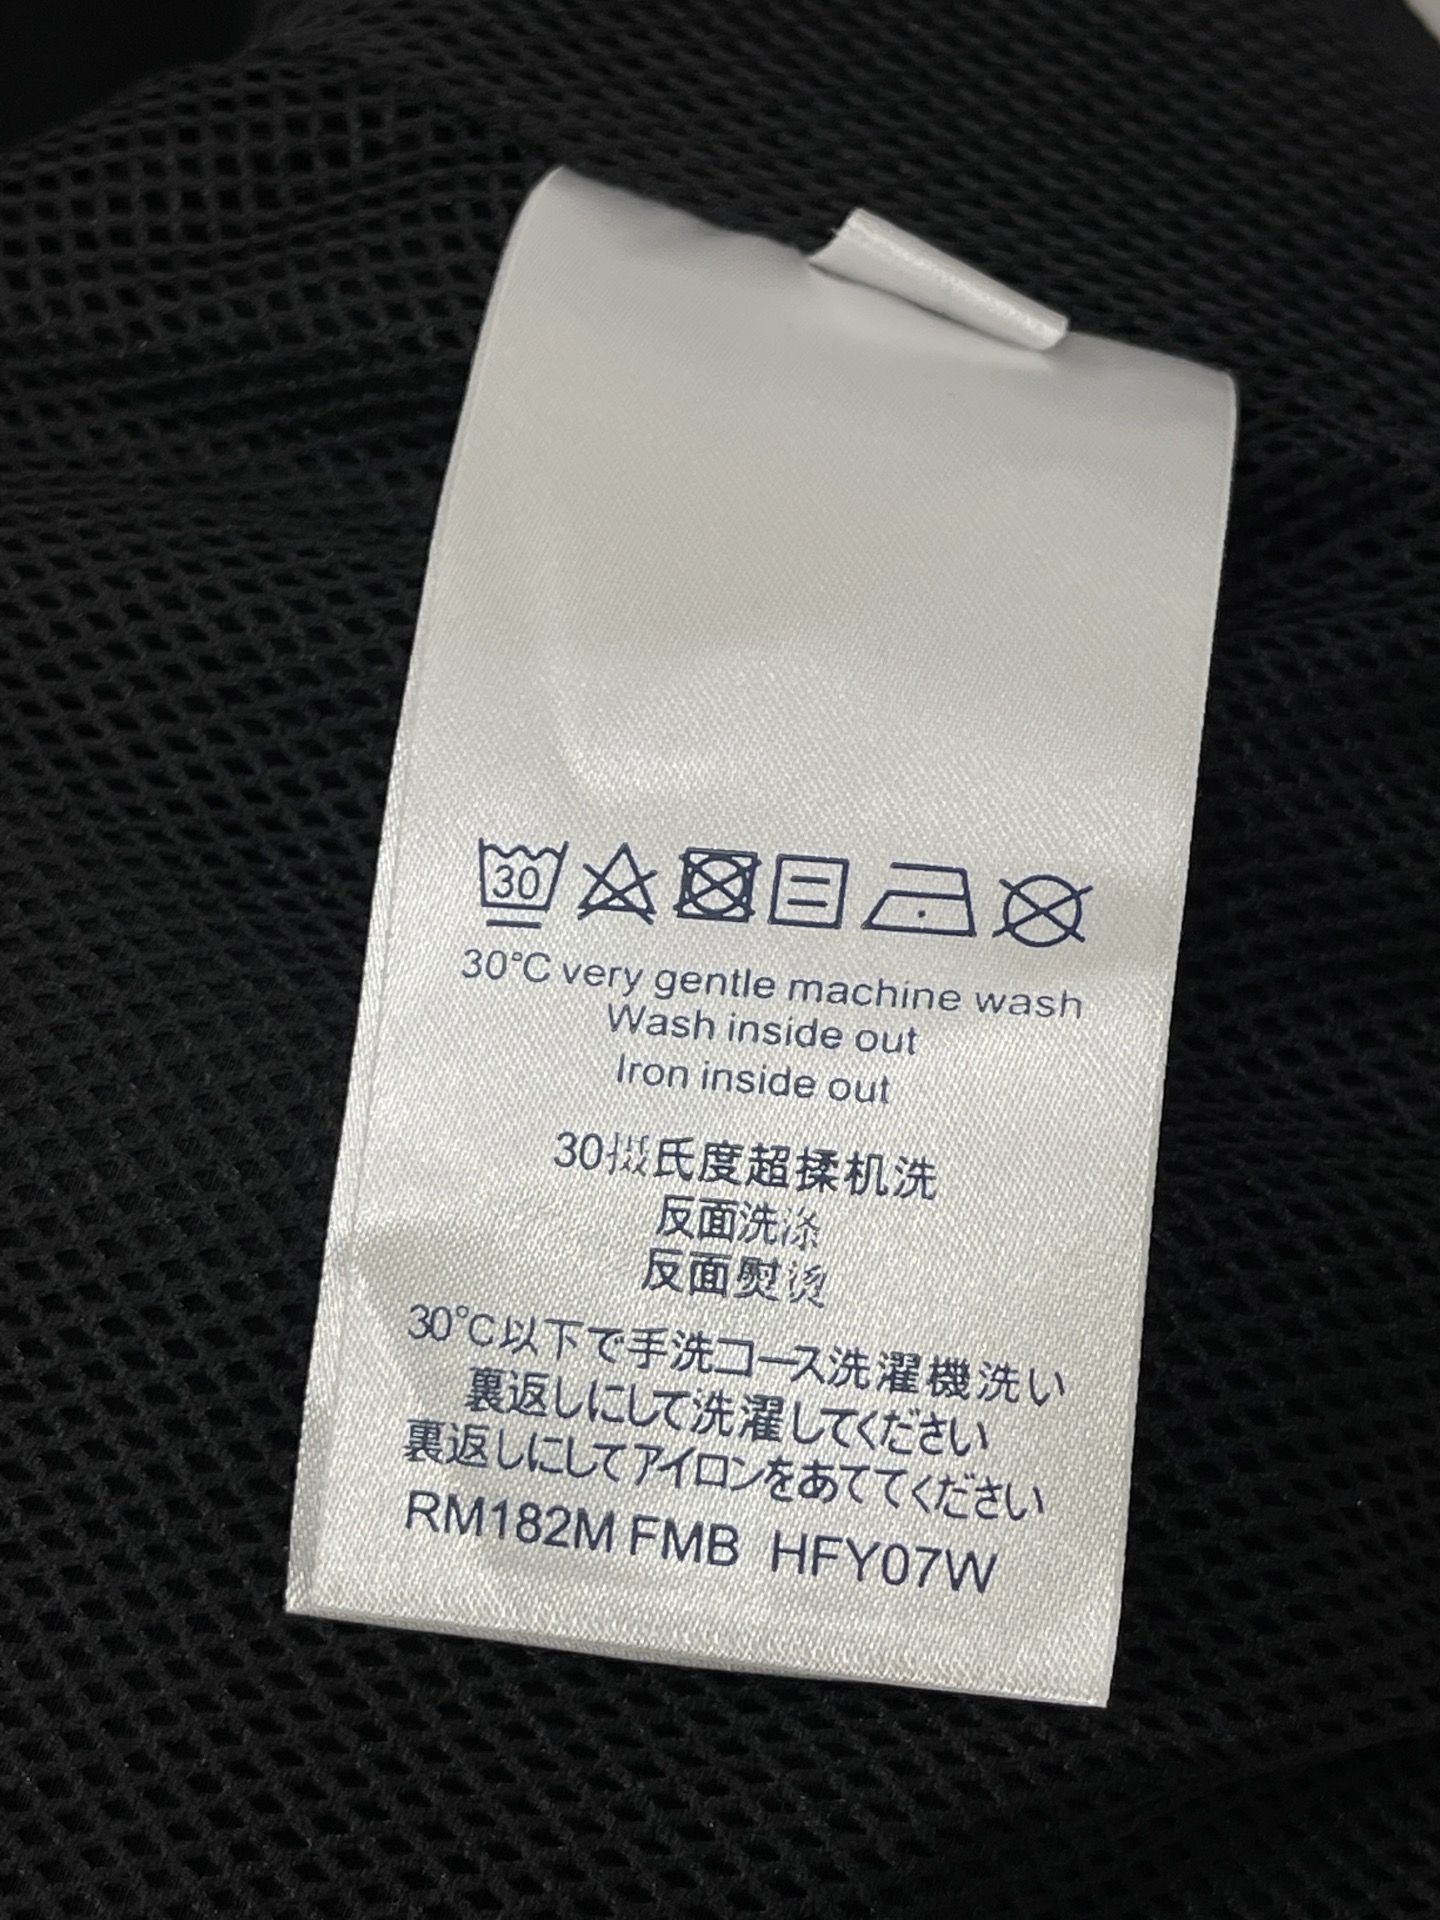 30
30°C very gentle machine wash
Wash inside out
Iron inside out
30摄氏度超揉机洗
反面洗涤
反面熨烫
30°C以下で手洗コース洗濯機洗い
裏返しにして洗濯してください
裏返しにしてアイロンをあててください
RM182M FMB HFY07W